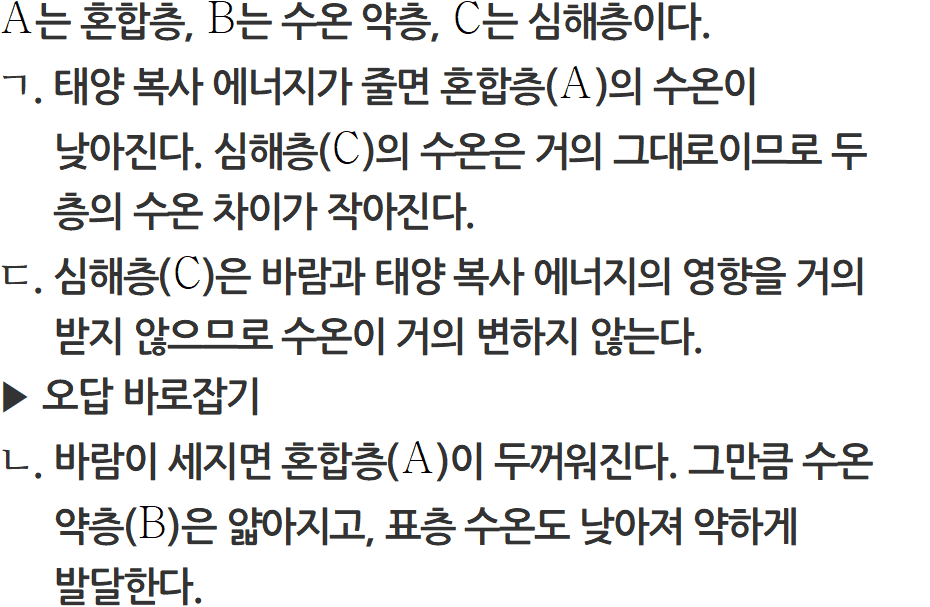 A는 혼합층, B는 수온 약층, C는 심해층이다.
ㄱ. 태양 복사 에너지가 줄면 혼합층(A)의 수온이
낮아진다. 심해층(C)의 수온은 거의 그대로이므로 두
층의 수온 차이가 작아진다.
ㄷ. 심해층(C)은 바람과 태양 복사 에너지의 영향을 거의
받지 않으므로 수온이 거의 변하지 않는다.
▶ 오답 바로잡기
ㄴ. 바람이 세지면 혼합층(A)이 두꺼워진다. 그만큼 수온
약층(B)은 얇아지고, 표층 수온도 낮아져 약하게
발달한다.